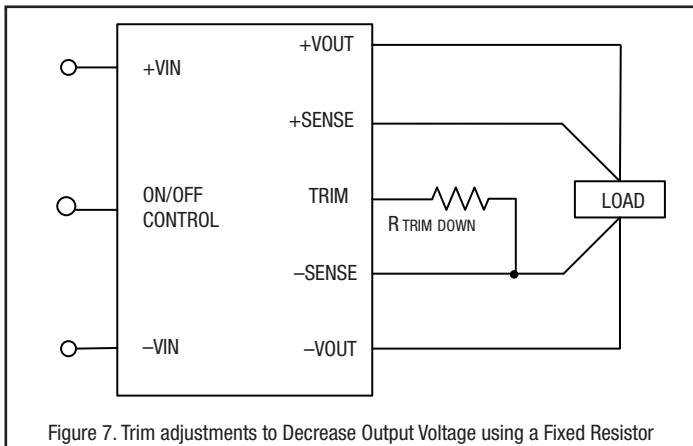 +VOUT
+VIN
+SENSE
ON/OFF
CONTROL
TRIM
R TRIM DOWN
LOAD
–SENSE
–VIN
–VOUT
Figure 7. Trim adjustments to Decrease Output Voltage using a Fixed Resistor